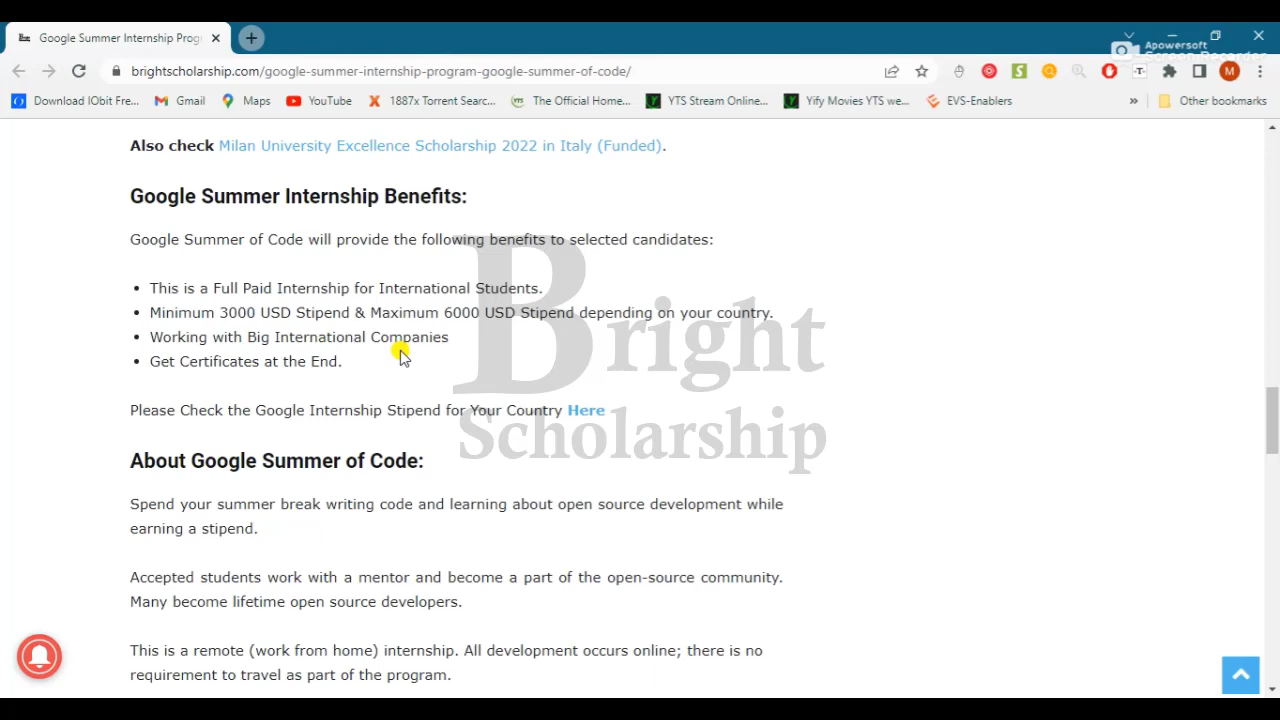 Google Summer Internship Prog
Apowersoft
Screen Recorder
brightscholarship.com/google-summer-internship-program-google-summer-of-code/
M
Download IObit Fre...
Gmail
Maps
YouTube
1887x Torrent Searc...
The Official Home...
YTS Stream Online...
Yify Movies YTS we...
EVS-Enablers
»
Other bookmarks
Also check Milan University Excellence Scholarship 2022 in Italy (Funded).
Google Summer Internship Benefits:
Google Summer of Code will provide the following benefits to selected candidates:
• This is a Full Paid Internship for International Students.
• Minimum 3000 USD Stipend & Maximum 6000 USD Stipend depending on your country.
• Working with Big International Companies
• Get Certificates at the End.
Bright
Scholarship
Please Check the Google Internship Stipend for Your Country Here
About Google Summer of Code:
Spend your summer break writing code and learning about open source development while
earning a stipend.
Accepted students work with a mentor and become a part of the open-source community.
Many become lifetime open source developers.
This is a remote (work from home) internship. All development occurs online; there is no
requirement to travel as part of the program.